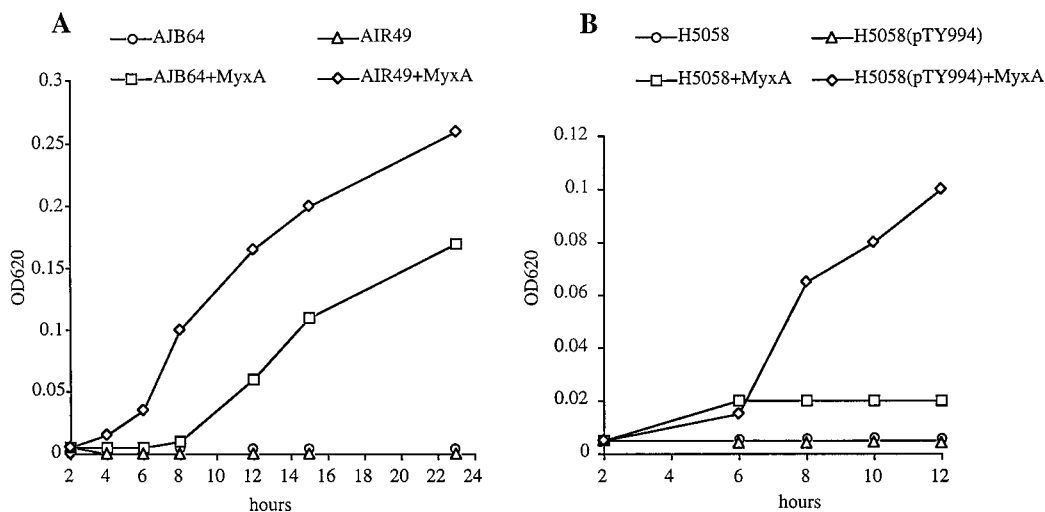 A
AJB64
AIR49
AJB64+MyxA
AIR49+MyxA
0.3
0.25
0.2
0.15
0.1
0.05
0
OD620
2 4 6 8 10 12 14 16 18 20 22 24
hours
B
H5058
H5058(pTY994)
H5058+MyxA
H5058(pTY994)+MyxA
0.12
0.1
0.08
0.06
0.04
0.02
0
OD620
2 4 6 8 10 12
hours